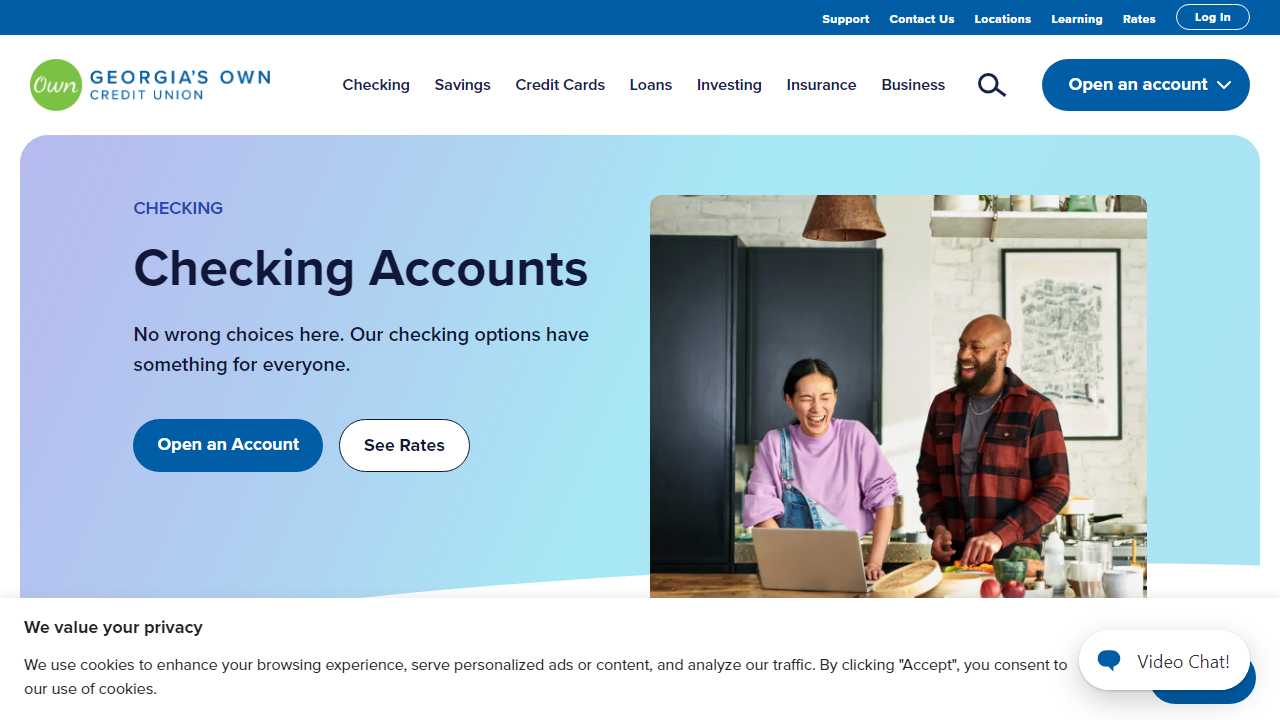 Support Contact Us Locations Learning Rates Log In
Own GEORGIA'S OWN
CREDIT UNION
Checking Savings Credit Cards Loans Investing Insurance Business Open an account
CHECKING
Checking Accounts
No wrong choices here. Our checking options have
something for everyone.
Open an Account See Rates
We value your privacy
We use cookies to enhance your browsing experience, serve personalized ads or content, and analyze our traffic. By clicking "Accept", you consent to
our use of cookies.
Video Chat!